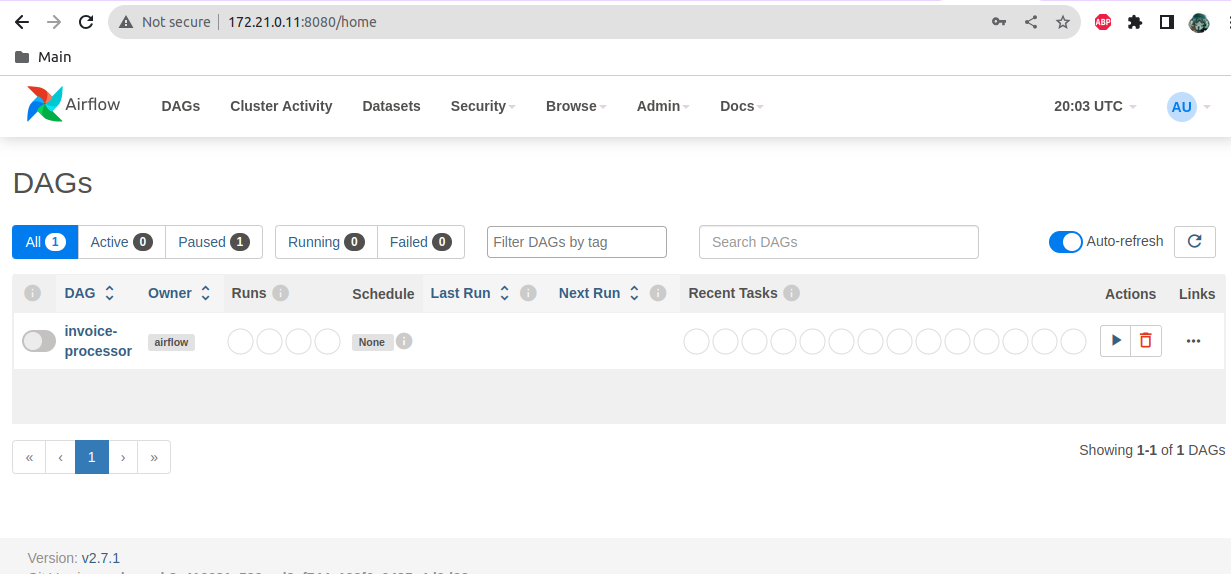 Not secure 172.21.0.11:8080/home ABP
Main
Airflow DAGs Cluster Activity Datasets Security Browse Admin Docs 20:03 UTC AU
DAGs
All 1 Active 0 Paused 1 Running 0 Failed 0 Filter DAGs by tag Search DAGs Auto-refresh
DAG Owner Runs Schedule Last Run Next Run Recent Tasks Actions Links
invoice-
processor airflow None
« ‹ 1 › »
Showing 1-1 of 1 DAGs
Version: v2.7.1